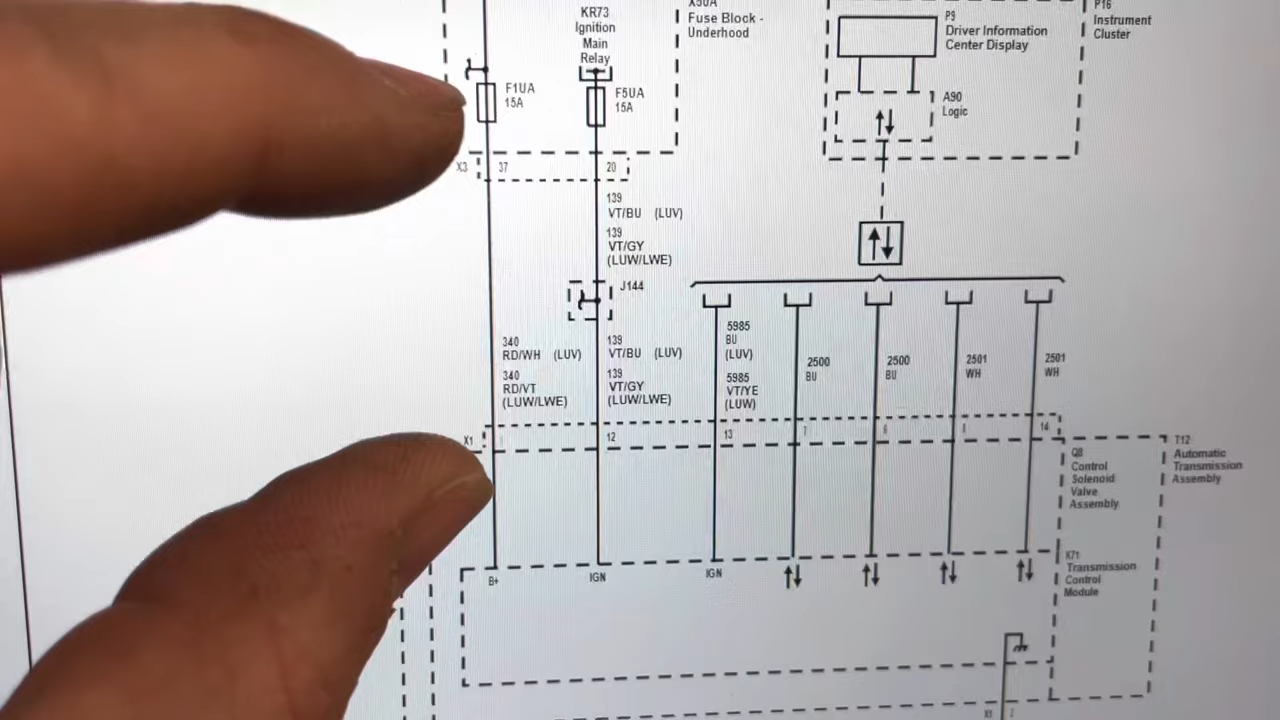 KR73
Ignition
Main
Relay
X50A
Fuse Block -
Underhood
P9
Driver Information
Center Display
P16
Instrument
Cluster
F1UA
15A
F5UA
15A
A90
Logic
X3
37
20
139
VT/BU (LUV)
139
VT/GY
(LUW/LWE)
J144
340
RD/WH (LUV)
340
RD/VT
(LUW/LWE)
139
VT/BU (LUV)
139
VT/GY
(LUW/LWE)
5985
BU
(LUV)
5985
VT/YE
(LUW)
2500
BU
2500
BU
2501
WH
2501
WH
X1
12
13
7
14
T12
Automatic
Transmission
Assembly
Q8
Control
Solenoid
Valve
Assembly
B+
IGN
IGN
K71
Transmission
Control
Module